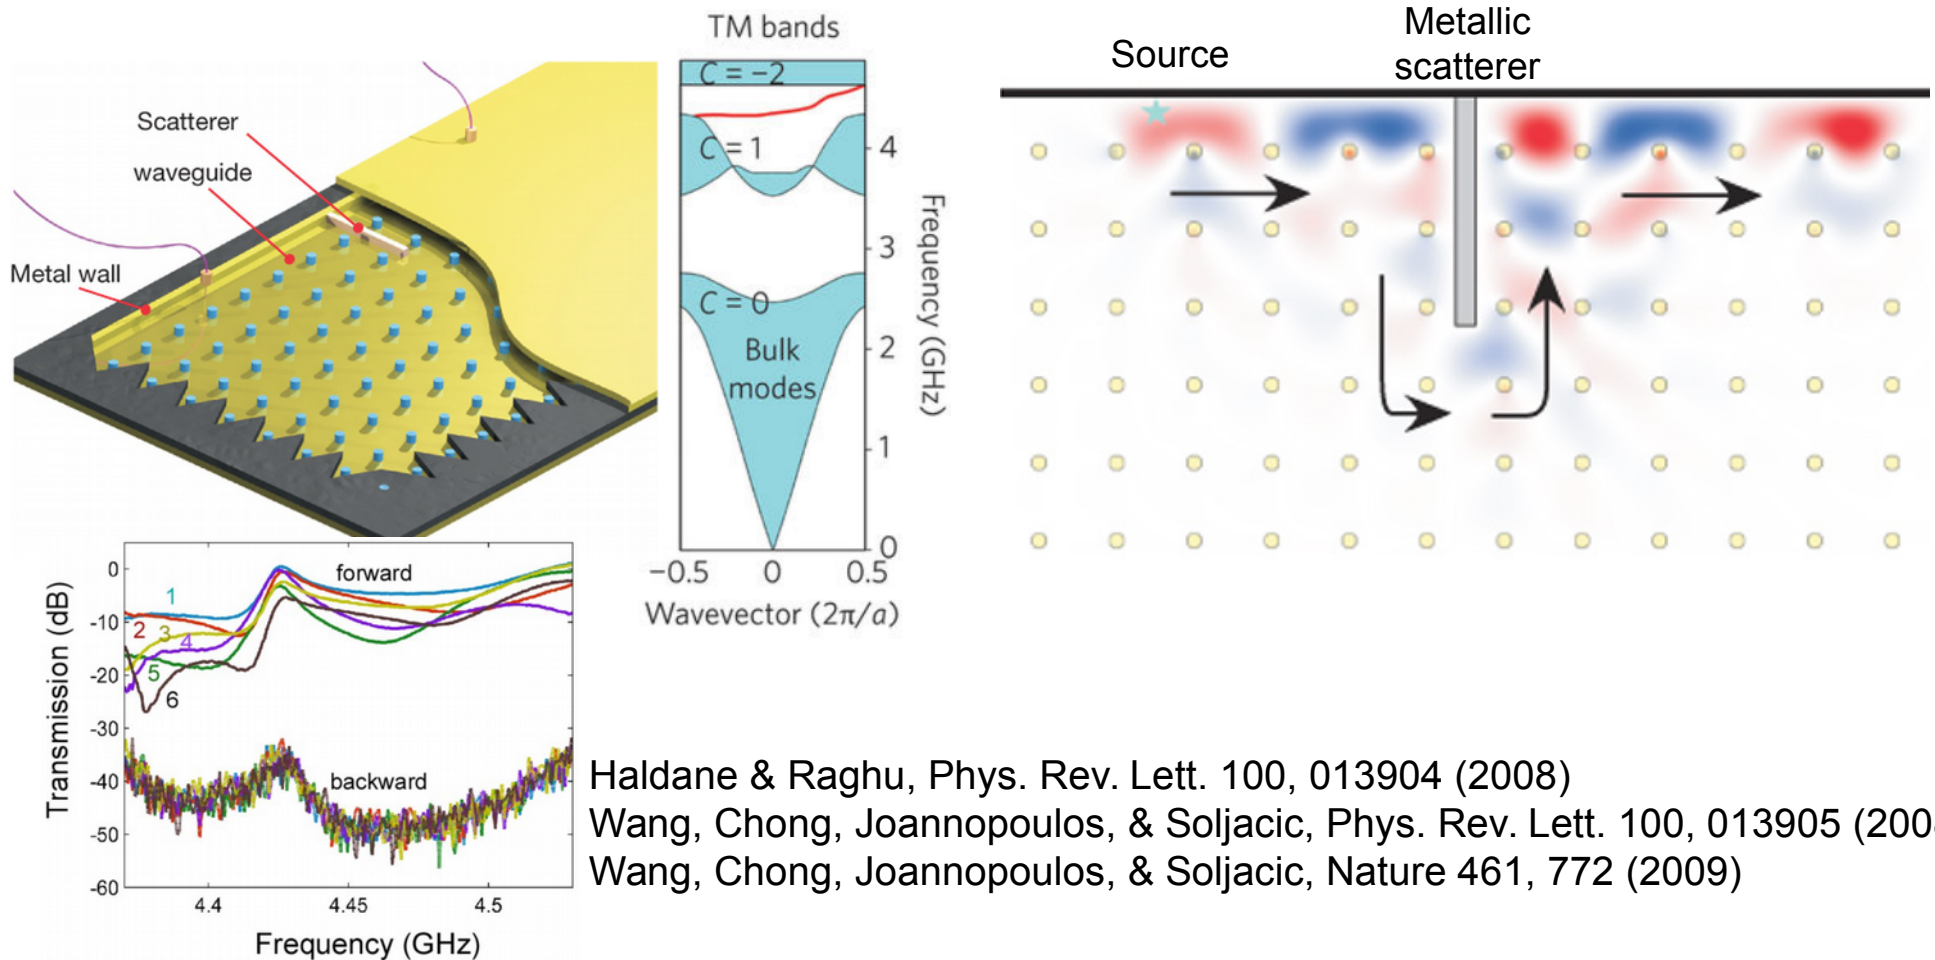 Scatterer
waveguide
Metal wall
TM bands
C = −2
C = 1
C = 0
Bulk
modes
4
3
2
1
0
Frequency (GHz)
−0.5 0 0.5
Wavevector (2π/a)
Source
Metallic
scatterer
Transmission (dB)
0
-10
-20
-30
-40
-50
-60
forward
1
2
3
4
5
6
backward
4.4 4.45 4.5
Frequency (GHz)
Haldane & Raghu, Phys. Rev. Lett. 100, 013904 (2008)
Wang, Chong, Joannopoulos, & Soljacic, Phys. Rev. Lett. 100, 013905 (200
Wang, Chong, Joannopoulos, & Soljacic, Nature 461, 772 (2009)